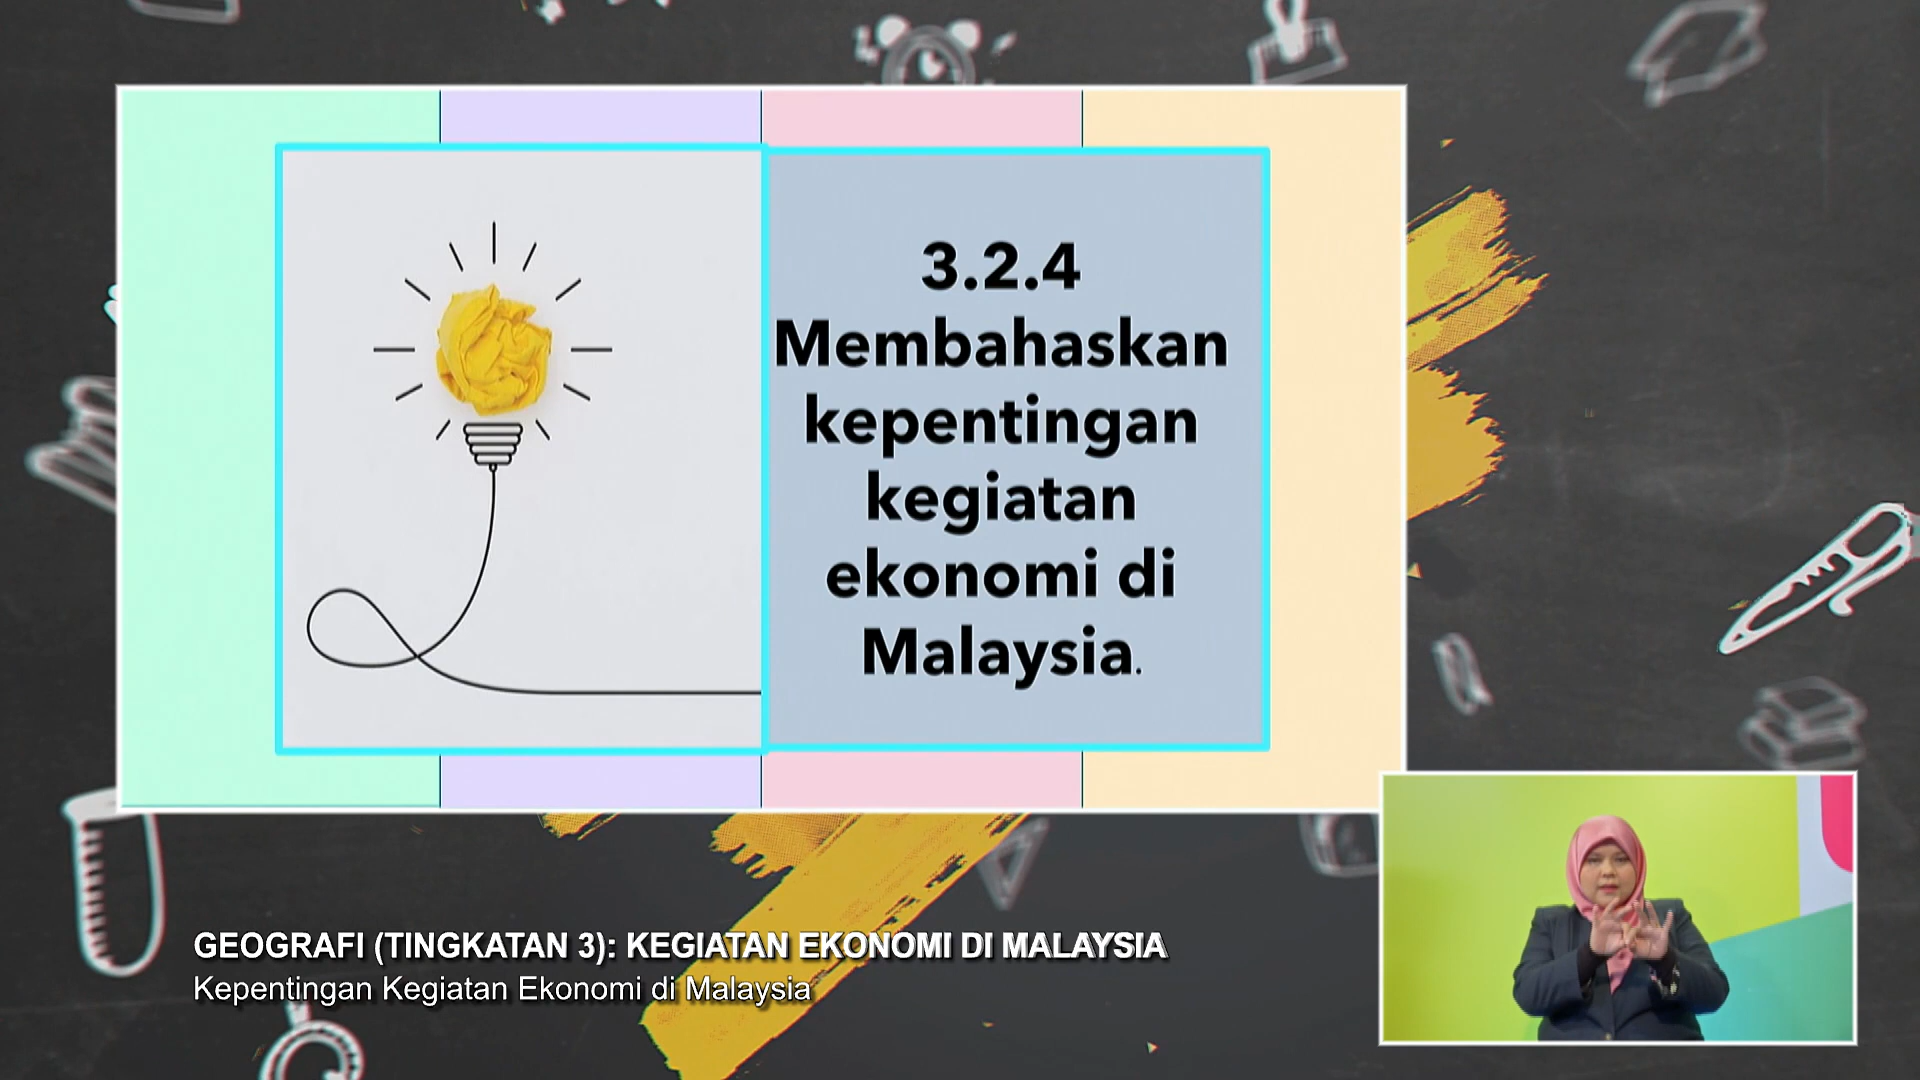 3.2.4
Membahaskan
kepentingan
kegiatan
ekonomi di
Malaysia.
GEOGRAFI (TINGKATAN 3): KEGIATAN EKONOMI DI MALAYSIA
Kepentingan Kegiatan Ekonomi di Malaysia